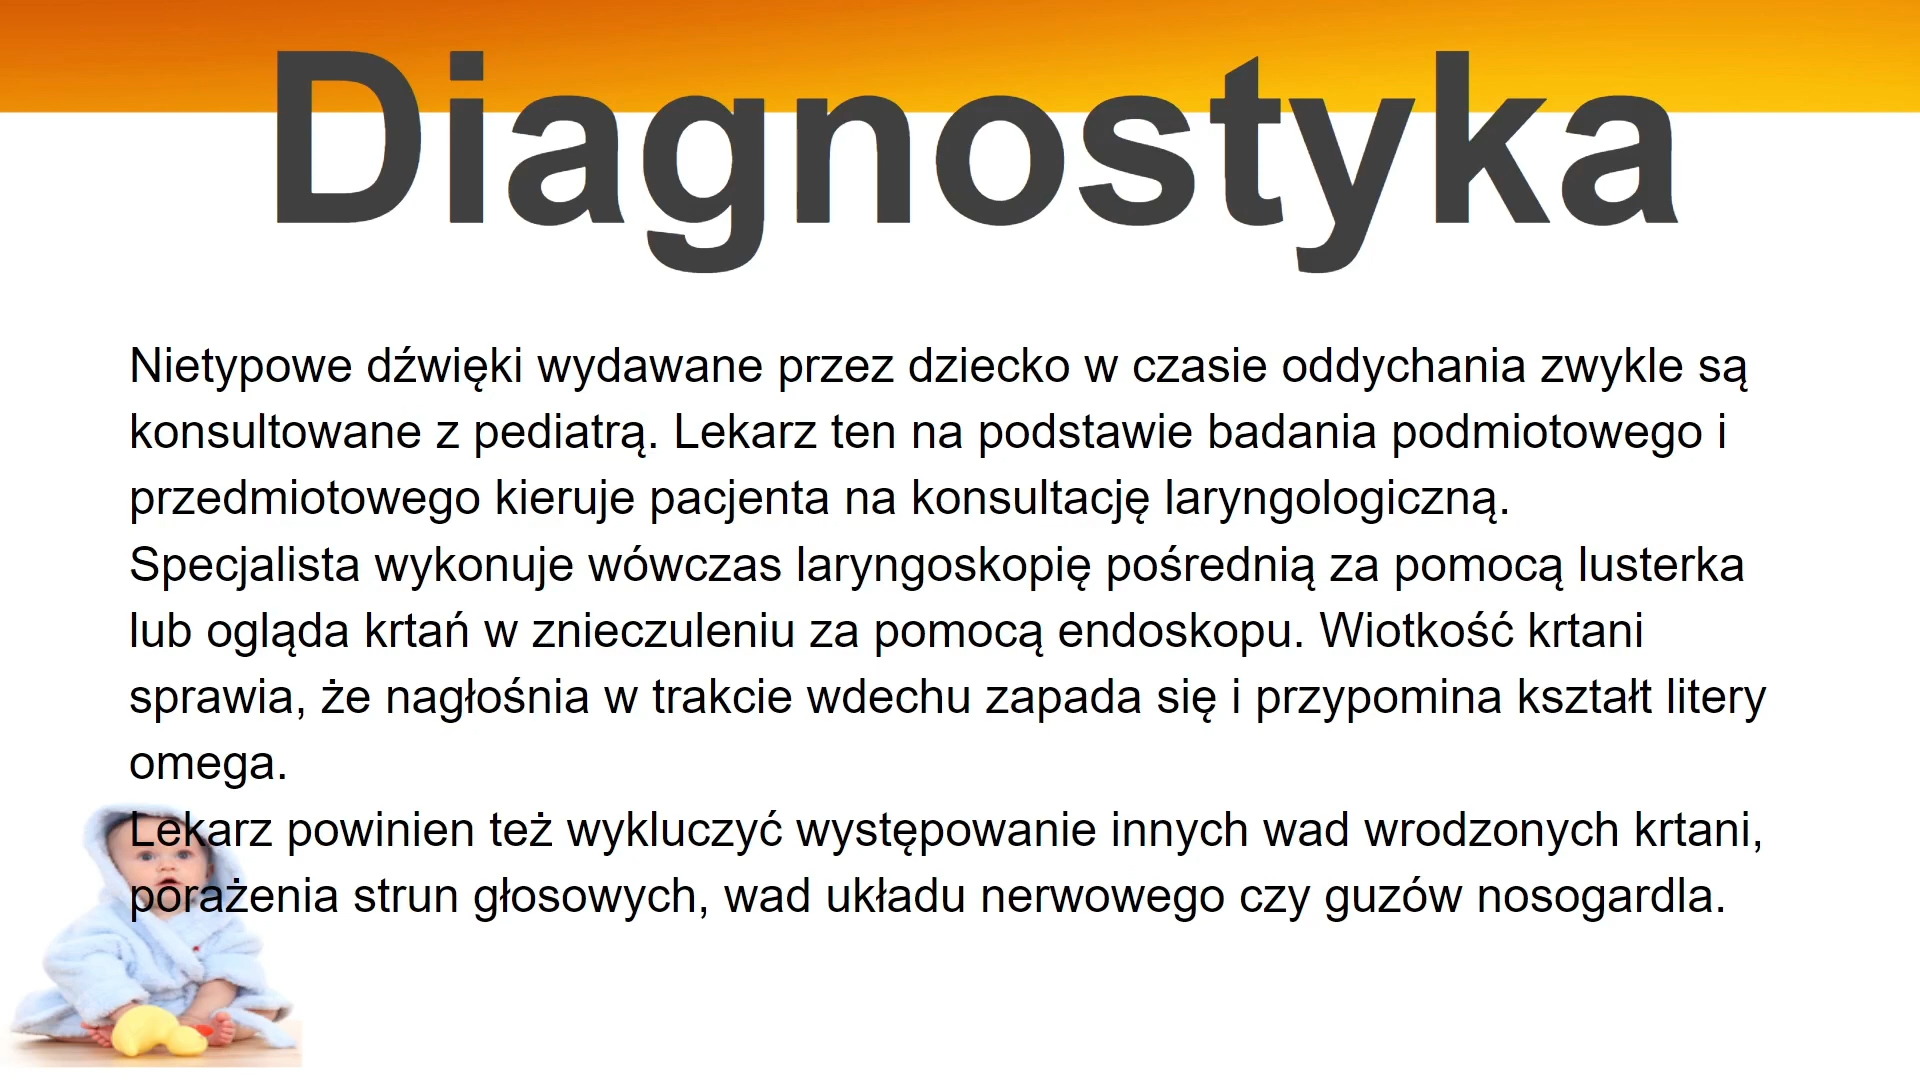 Diagnostyka
Nietypowe dźwięki wydawane przez dziecko w czasie oddychania zwykle są
konsultowane z pediatrą. Lekarz ten na podstawie badania podmiotowego i
przedmiotowego kieruje pacjenta na konsultację laryngologiczną.
Specjalista wykonuje wówczas laryngoskopię pośrednią za pomocą lusterka
lub ogląda krtań w znieczuleniu za pomocą endoskopu. Wiotkość krtani
sprawia, że nagłośnia w trakcie wdechu zapada się i przypomina kształt litery
omega.
Lekarz powinien też wykluczyć występowanie innych wad wrodzonych krtani,
porażenia strun głosowych, wad układu nerwowego czy guzów nosogardla.